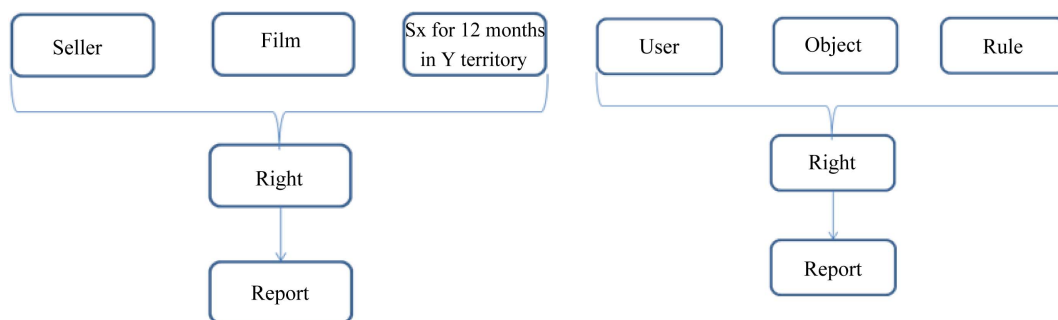 Seller
Film
Sx for 12 months
in Y territory
Right
Report
User
Object
Rule
Right
Report